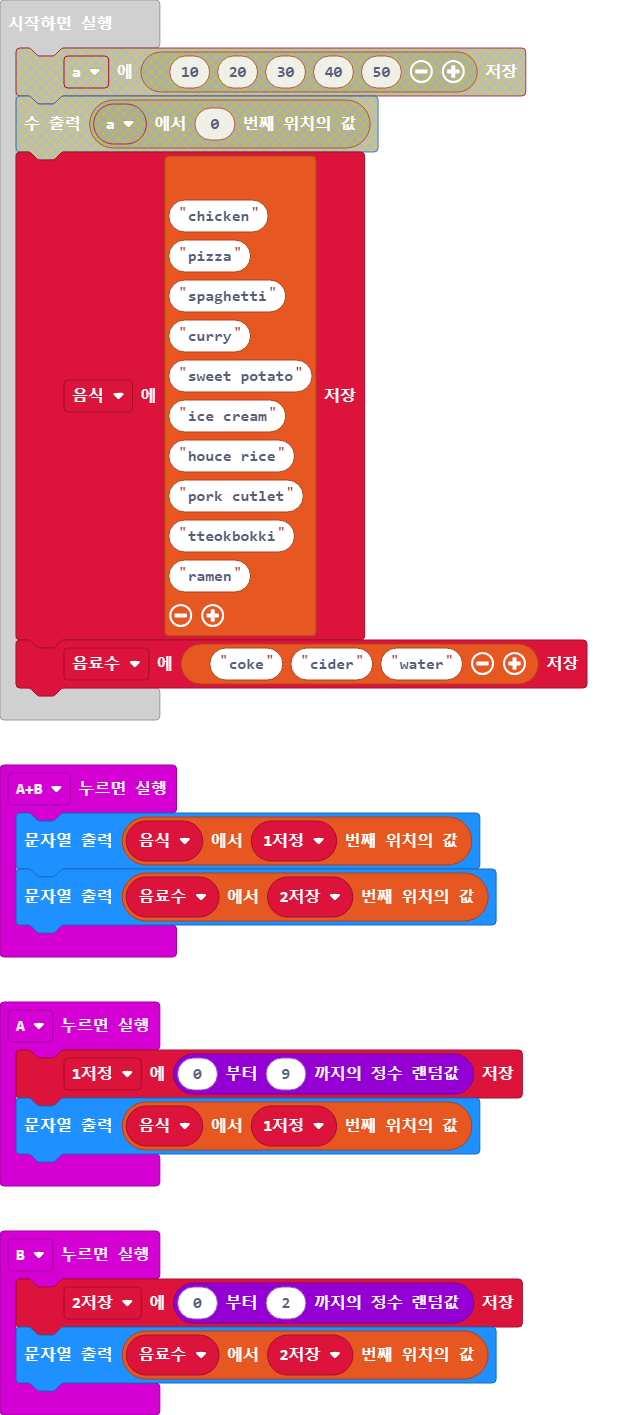 시작하면 실행
a 에 10 20 30 40 50 저장
수 출력 a 에서 0 번째 위치의 값
"chicken"
"pizza"
"spaghetti"
"curry"
"sweet potato"
음식 에 저장
"ice cream"
"houce rice"
"pork cutlet"
"tteokbokki"
"ramen"
음료수 에 "coke" "cider" "water" 저장
A+B 누르면 실행
문자열 출력 음식 에서 1저정 번째 위치의 값
문자열 출력 음료수 에서 2저장 번째 위치의 값
A 누르면 실행
1저정 에 0 부터 9 까지의 정수 랜덤값 저장
문자열 출력 음식 에서 1저정 번째 위치의 값
B 누르면 실행
2저장 에 0 부터 2 까지의 정수 랜덤값 저장
문자열 출력 음료수 에서 2저장 번째 위치의 값